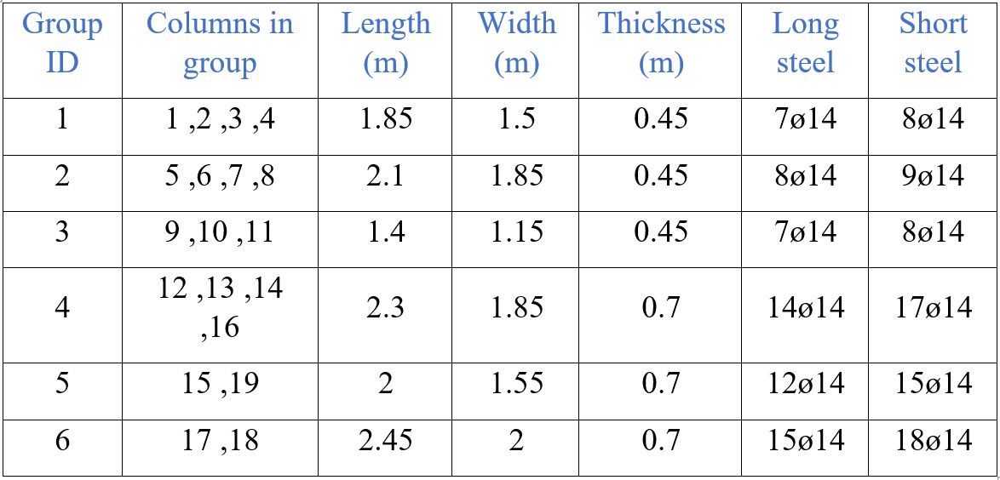 Group ID | Columns in group | Length (m) | Width (m) | Thickness (m) | Long steel | Short steel
1 | 1 ,2 ,3 ,4 | 1.85 | 1.5 | 0.45 | 7ø14 | 8ø14
2 | 5 ,6 ,7 ,8 | 2.1 | 1.85 | 0.45 | 8ø14 | 9ø14
3 | 9 ,10 ,11 | 1.4 | 1.15 | 0.45 | 7ø14 | 8ø14
4 | 12 ,13 ,14 ,16 | 2.3 | 1.85 | 0.7 | 14ø14 | 17ø14
5 | 15 ,19 | 2 | 1.55 | 0.7 | 12ø14 | 15ø14
6 | 17 ,18 | 2.45 | 2 | 0.7 | 15ø14 | 18ø14